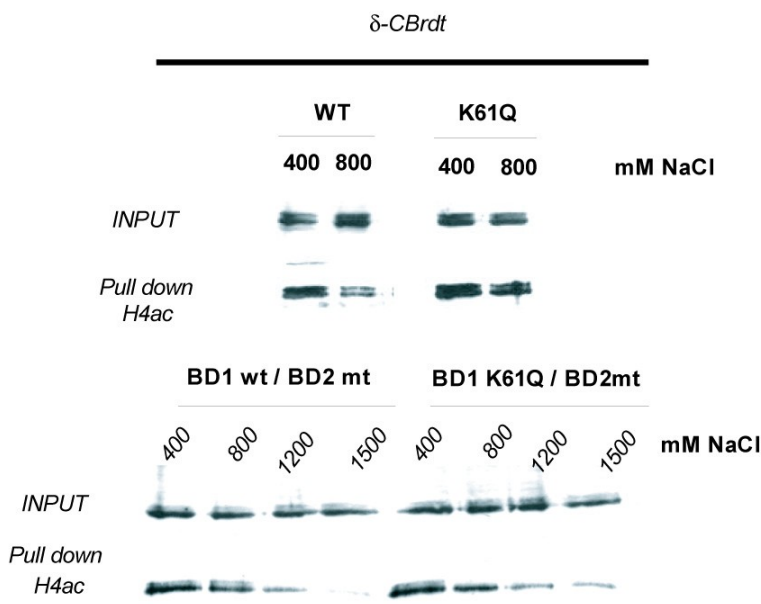 δ-CBrdt
WT K61Q
400 800 400 800 mM NaCl
INPUT
Pull down
H4ac
BD1 wt / BD2 mt BD1 K61Q / BD2mt
400 800 1200 1500 400 800 1200 1500 mM NaCl
INPUT
Pull down
H4ac